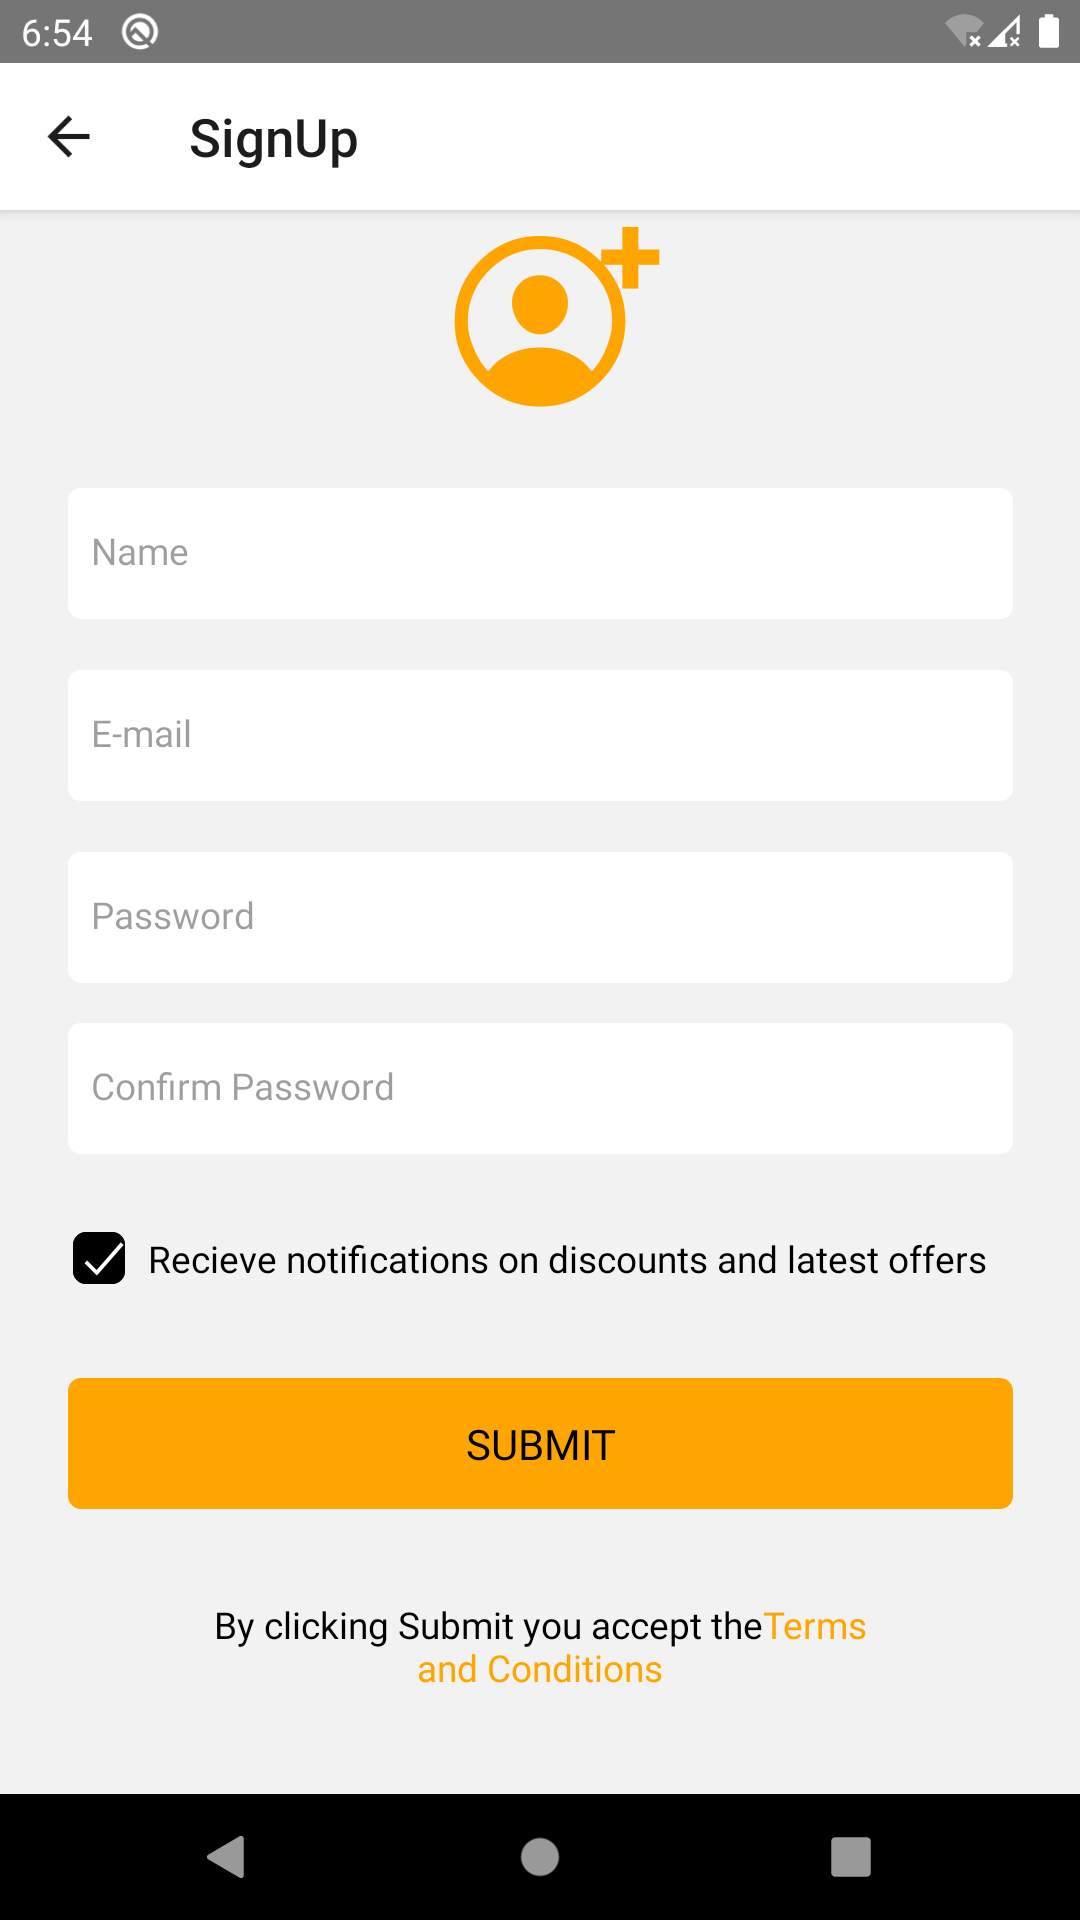 6:54
SignUp
Name
E-mail
Password
Confirm Password
Recieve notifications on discounts and latest offers
SUBMIT
By clicking Submit you accept theTerms
and Conditions